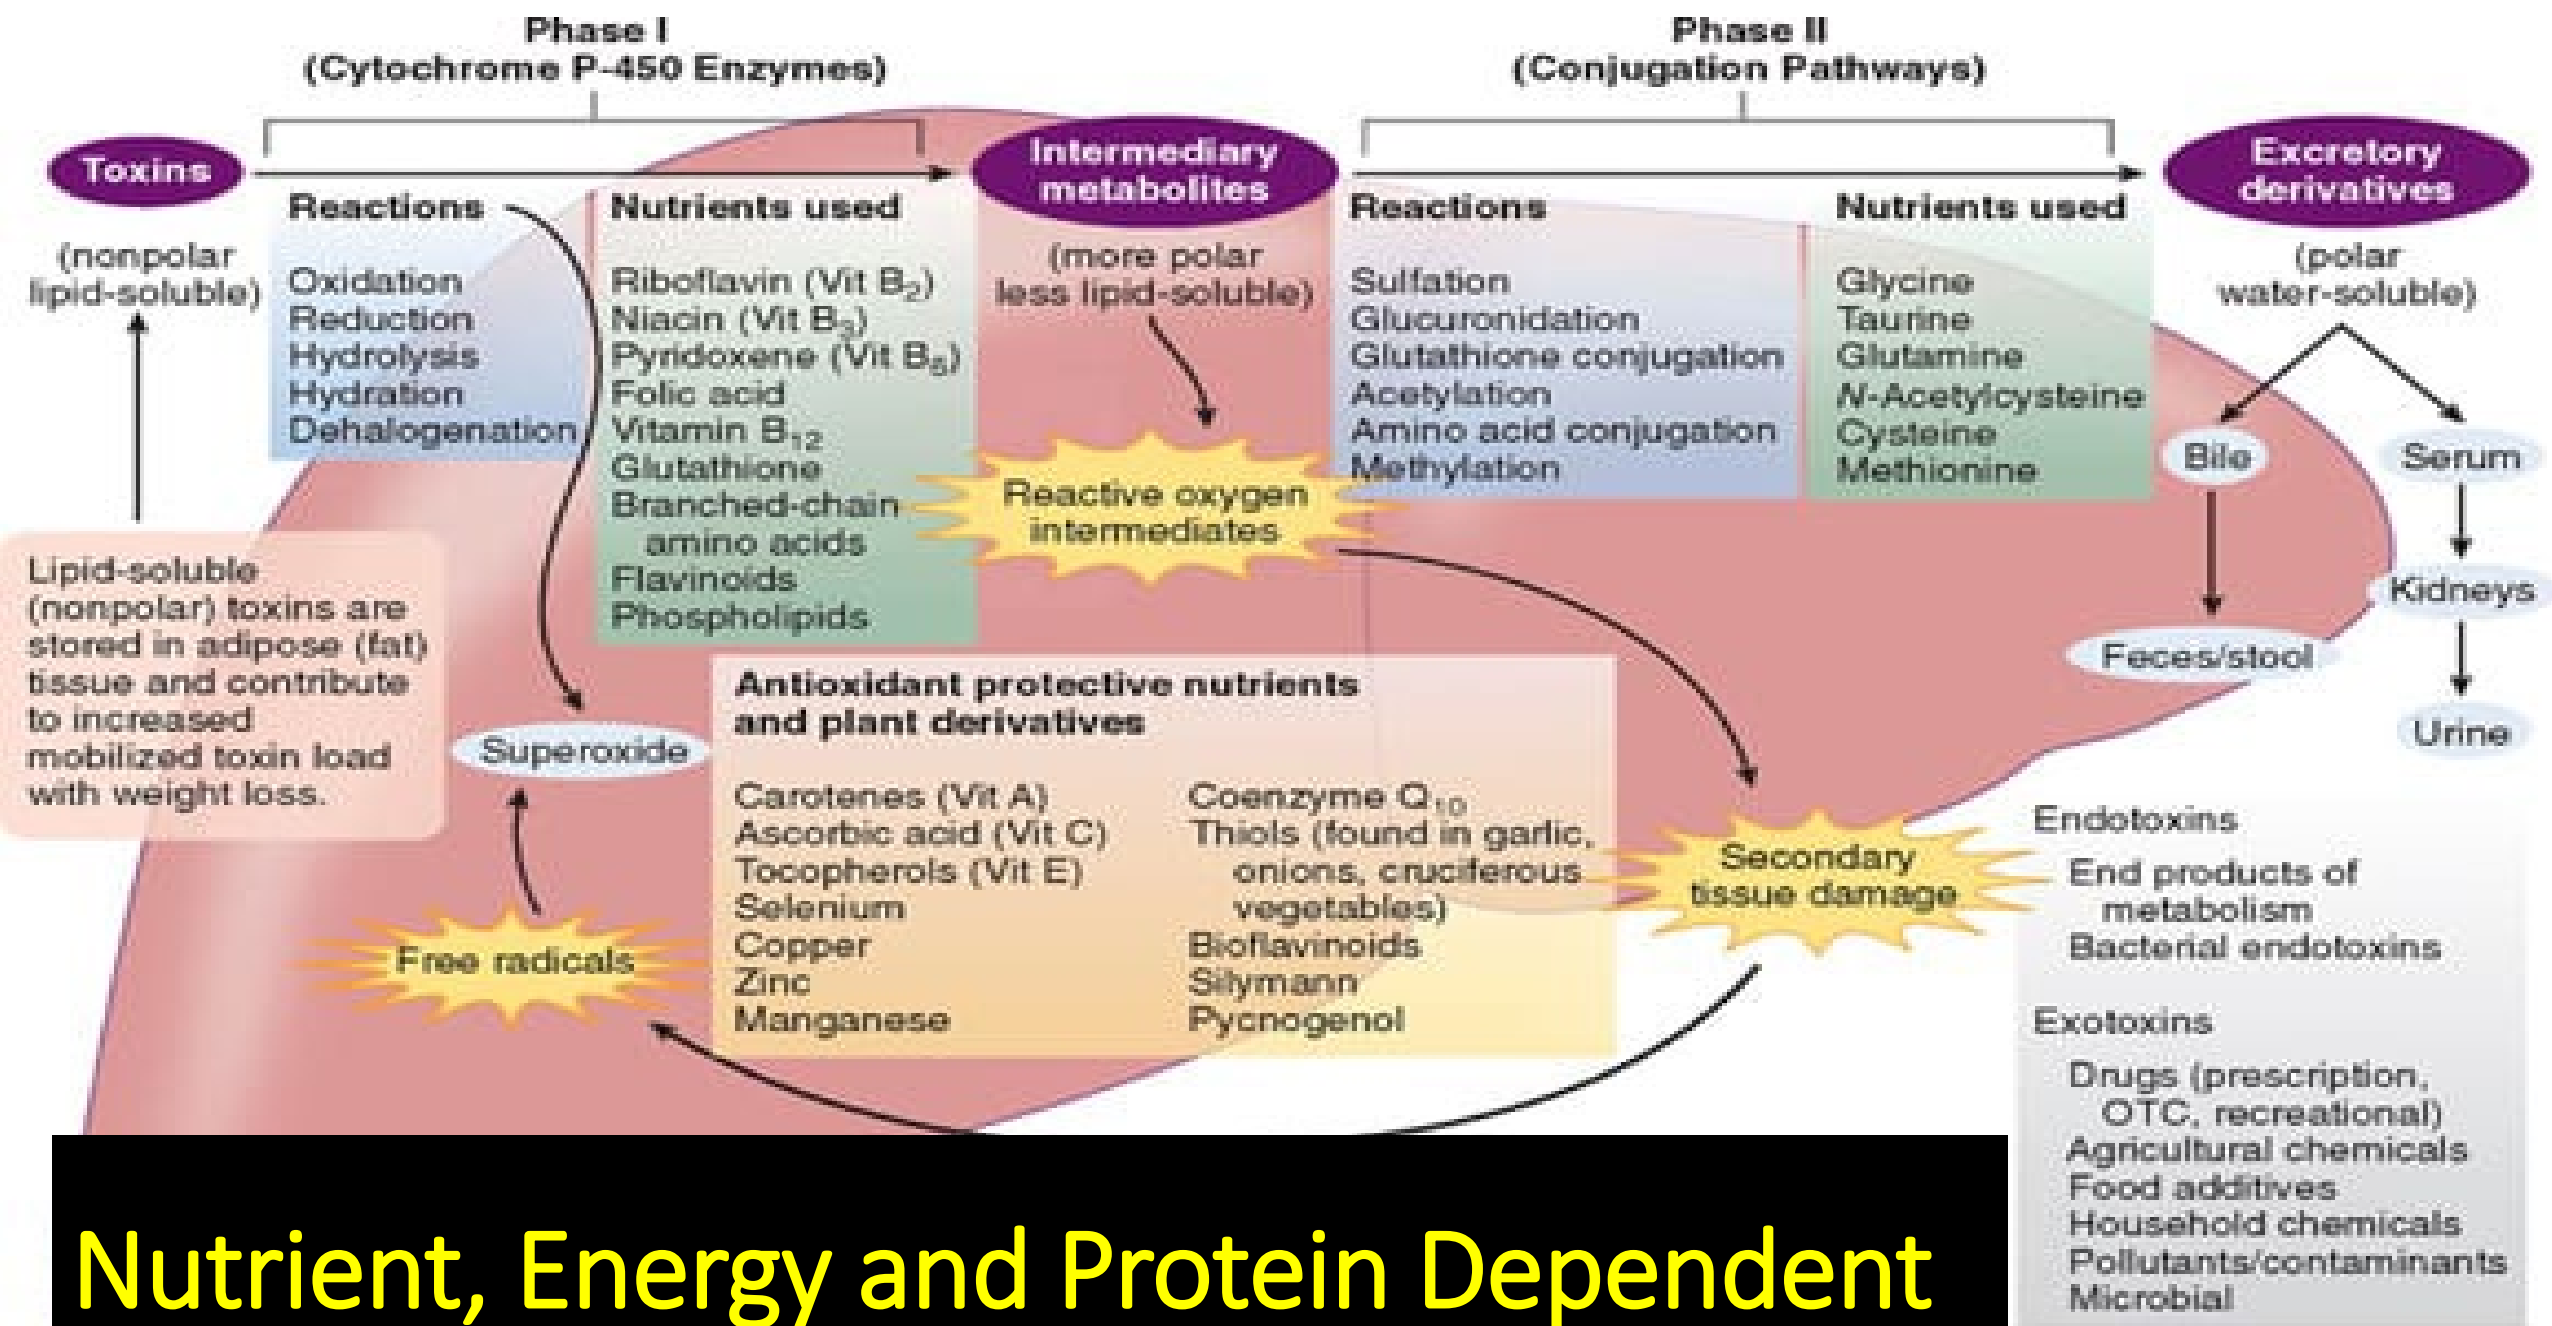 Phase I
(Cytochrome P-450 Enzymes)
Phase II
(Conjugation Pathways)
Toxins
(nonpolar
lipid-soluble)
Reactions
Oxidation
Reduction
Hydrolysis
Hydration
Dehalogenation
Nutrients used
Riboflavin (Vit B₂)
Niacin (Vit B₃)
Pyridoxene (Vit B₅)
Folic acid
Vitamin B₁₂
Glutathione
Branched-chain
amino acids
Flavinoids
Phospholipids
Intermediary
metabolites
(more polar
less lipid-soluble)
Reactive oxygen
intermediates
Reactions
Sulfation
Glucuronidation
Glutathione conjugation
Acetylation
Amino acid conjugation
Methylation
Nutrients used
Glycine
Taurine
Glutamine
N-Acetylcysteine
Cysteine
Methionine
Excretory
derivatives
(polar
water-soluble)
Bile
Feces/stool
Serum
Kidneys
Urine
Lipid-soluble
(nonpolar) toxins are
stored in adipose (fat)
tissue and contribute
to increased
mobilized toxin load
with weight loss.
Superoxide
Free radicals
Antioxidant protective nutrients
and plant derivatives
Carotenes (Vit A)
Ascorbic acid (Vit C)
Tocopherols (Vit E)
Selenium
Copper
Zinc
Manganese
Coenzyme Q₁₀
Thiols (found in garlic,
onions, cruciferous
vegetables)
Bioflavinoids
Silymann
Pycnogenol
Secondary
tissue damage
Endotoxins
End products of
metabolism
Bacterial endotoxins
Exotoxins
Drugs (prescription,
OTC, recreational)
Agricultural chemicals
Food additives
Household chemicals
Pollutants/contaminants
Microbial
Nutrient, Energy and Protein Dependent